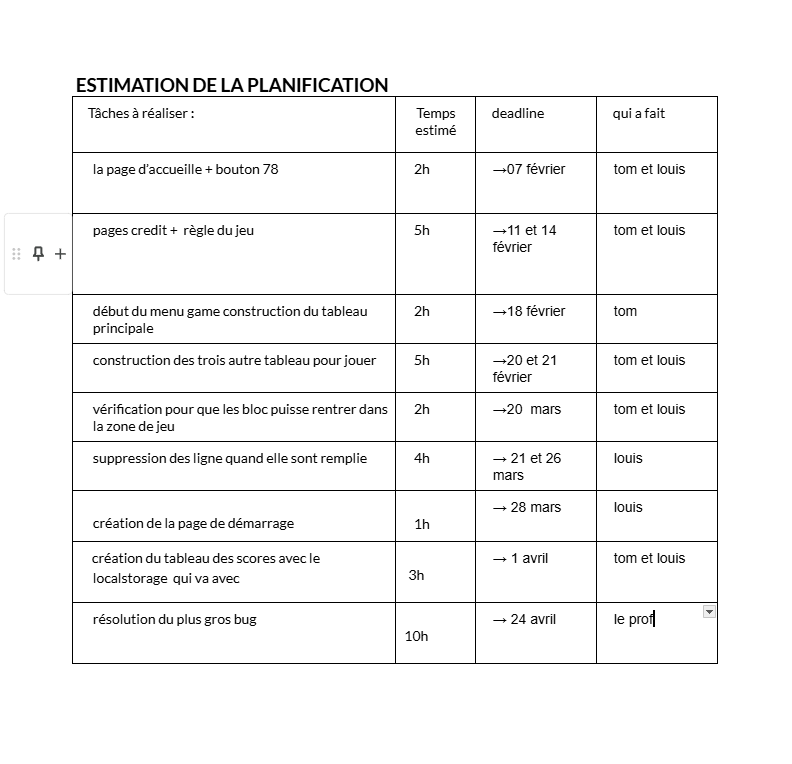 ESTIMATION DE LA PLANIFICATION
Tâches à réaliser :
Temps
estimé
deadline
qui a fait
la page d'accueille + bouton 78
2h
→07 février
tom et louis
pages credit + règle du jeu
5h
→11 et 14
février
tom et louis
début du menu game construction du tableau
principale
2h
→18 février
tom
construction des trois autre tableau pour jouer
5h
→20 et 21
février
tom et louis
vérification pour que les bloc puisse rentrer dans
la zone de jeu
2h
→20 mars
tom et louis
suppression des ligne quand elle sont remplie
4h
→ 21 et 26
mars
louis
création de la page de démarrage
1h
→ 28 mars
louis
création du tableau des scores avec le
localstorage qui va avec
3h
→ 1 avril
tom et louis
résolution du plus gros bug
10h
→ 24 avril
le prof